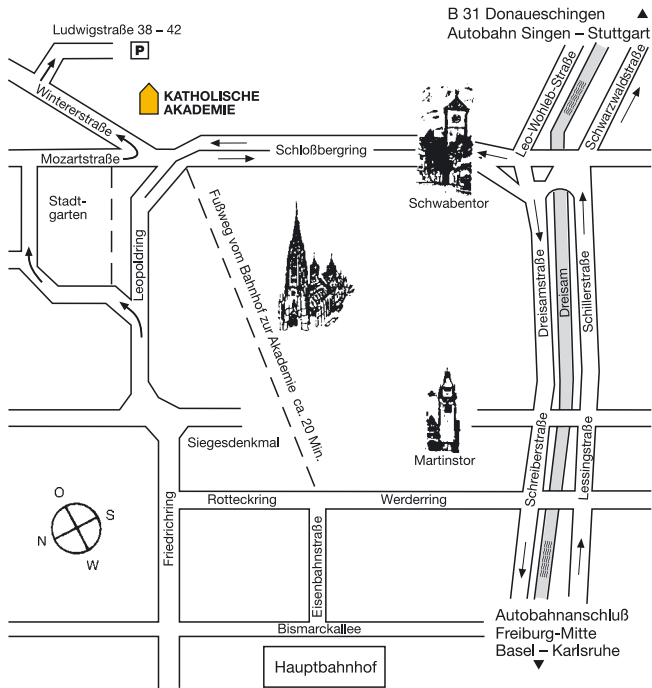 B 31 Donaueschingen ▲
Autobahn Singen – Stuttgart
Ludwigstraße 38 – 42
P
Wintererstraße
KATHOLISCHE
AKADEMIE
Leo-Wohleb-Straße
Schwarzwaldstraße
Mozartstraße
Schloßbergring
Schwabentor
Stadt-
garten
Leopoldring
Fußweg vom Bahnhof zur Akademie ca. 20 Min.
Dreisamstraße
Dreisam
Schillerstraße
Siegesdenkmal
Martinstor
Schreiberstraße
Lessingstraße
O
S
N
W
Friedrichring
Rotteckring
Werderring
Eisenbahnstraße
Bismarckallee
Hauptbahnhof
Autobahnanschluß
Freiburg-Mitte
Basel – Karlsruhe
▼